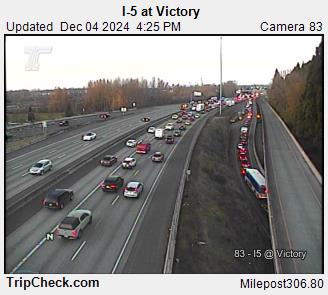 I-5 at Victory
Updated Dec 04 2024 4:25 PM Camera 83
N
83 - I5 @ Victory
TripCheck.com Milepost306.80